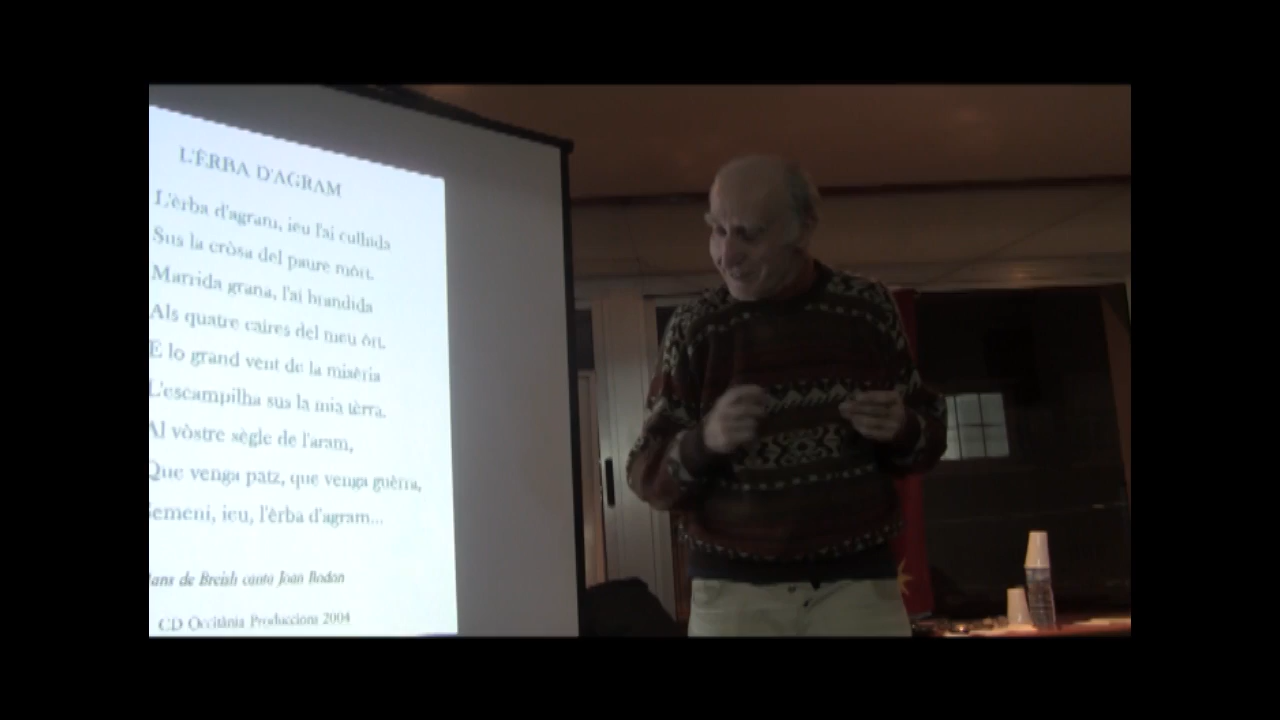 L'ÈRBA D'AGRAM
L'èrba d'agram, ieu l'ai culhida
Sus la cròsa del paure mòrt.
Marrida grana, l'ai brandida
Als quatre caires del meu òrt.
E lo grand vent de la misèria
L'escampilha sus la mia tèrra.
Al vòstre sègle de l'aram,
Que venga patz, que venga guèrra,
Semeni, ieu, l'èrba d'agram...
de Breish canta Joan Bodon
CD Occitània Produccions 2004